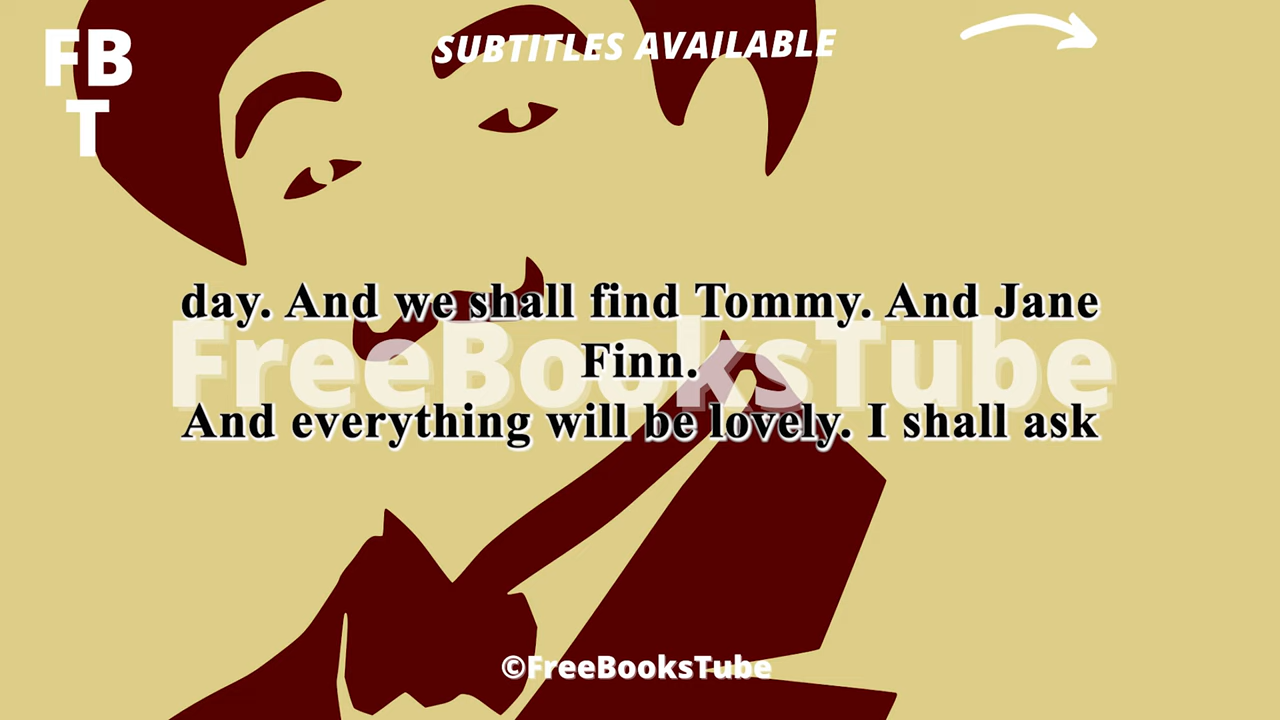 FB
T
SUBTITLES AVAILABLE
day. And we shall find Tommy. And Jane
Finn.
FreeBooksTube
And everything will be lovely. I shall ask
©FreeBooksTube